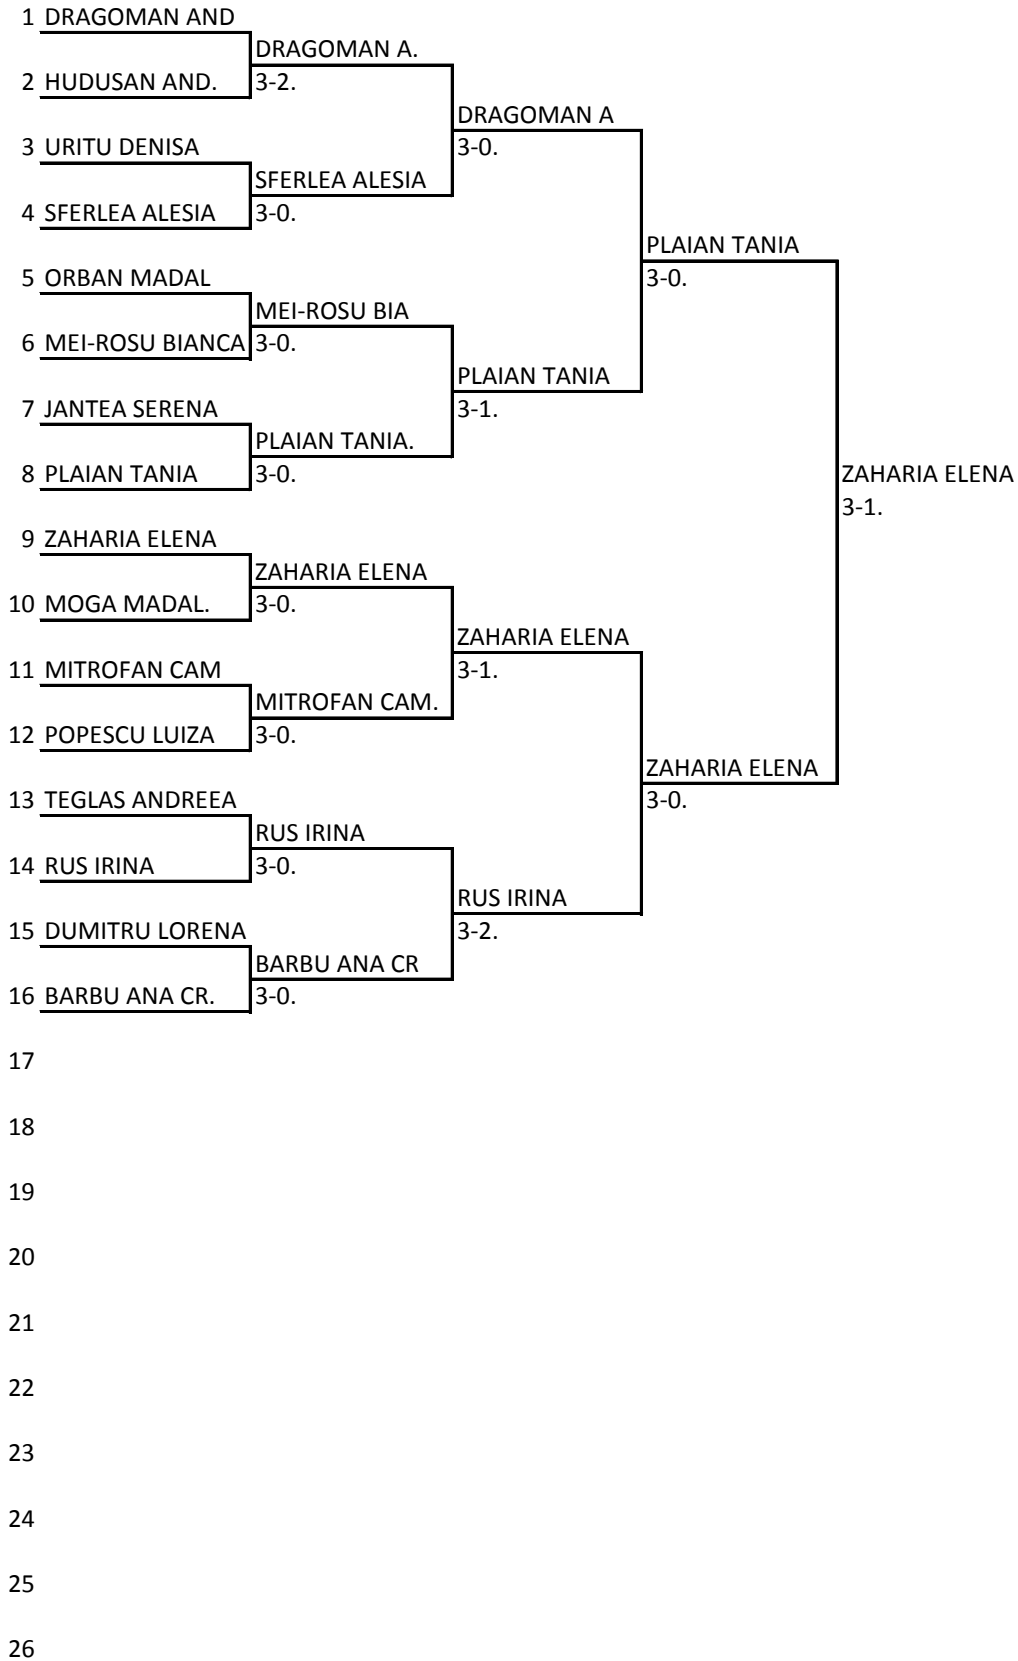 1 DRAGOMAN AND
DRAGOMAN A.
2 HUDUSAN AND. 3-2.
DRAGOMAN A
3 URITU DENISA 3-0.
SFERLEA ALESIA
4 SFERLEA ALESIA 3-0.
PLAIAN TANIA
5 ORBAN MADAL 3-0.
MEI-ROSU BIA
6 MEI-ROSU BIANCA 3-0.
PLAIAN TANIA
7 JANTEA SERENA 3-1.
PLAIAN TANIA.
8 PLAIAN TANIA 3-0. ZAHARIA ELENA
3-1.
9 ZAHARIA ELENA
ZAHARIA ELENA
10 MOGA MADAL. 3-0.
ZAHARIA ELENA
11 MITROFAN CAM 3-1.
MITROFAN CAM.
12 POPESCU LUIZA 3-0.
ZAHARIA ELENA
13 TEGLAS ANDREEA 3-0.
RUS IRINA
14 RUS IRINA 3-0.
RUS IRINA
15 DUMITRU LORENA 3-2.
BARBU ANA CR
16 BARBU ANA CR. 3-0.
17
18
19
20
21
22
23
24
25
26